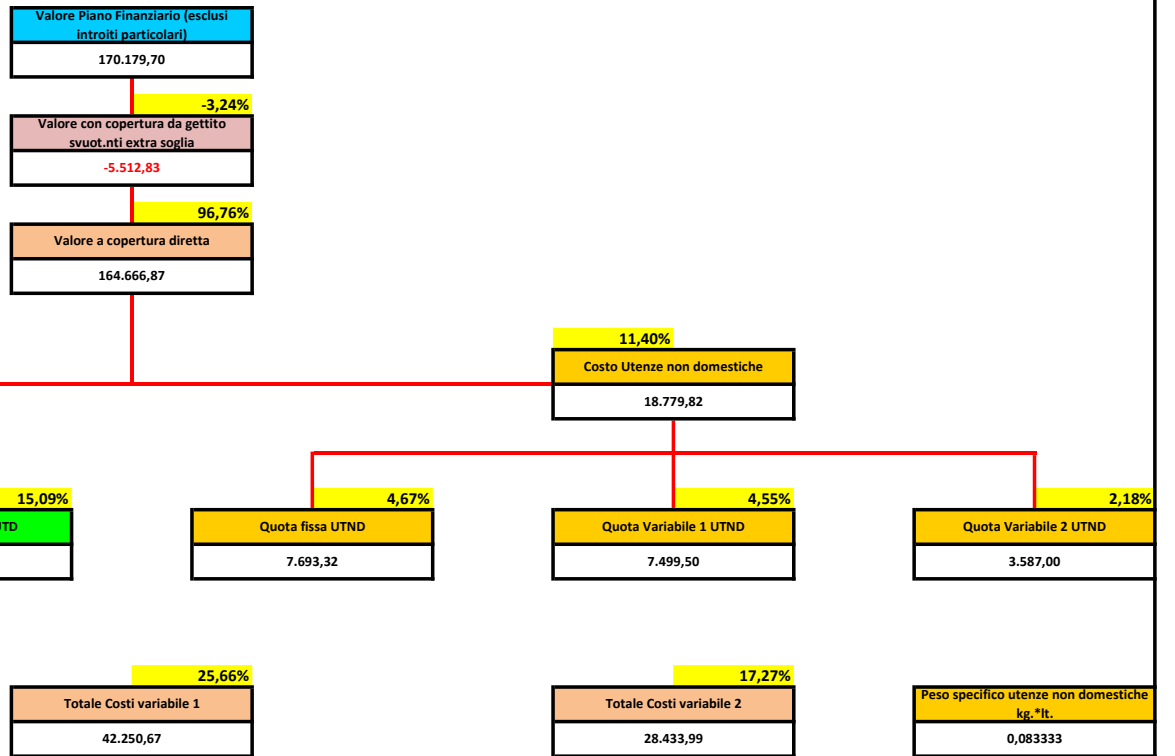 Valore Piano Finanziario (esclusi
introiti particolari)
170.179,70
-3,24%
Valore con copertura da gettito
svuot.nti extra soglia
-5.512,83
96,76%
Valore a copertura diretta
164.666,87
11,40%
Costo Utenze non domestiche
18.779,82
15,09%
4,67%
4,55%
2,18%
TD
Quota fissa UTND
Quota Variabile 1 UTND
Quota Variabile 2 UTND
7.693,32
7.499,50
3.587,00
25,66%
17,27%
Totale Costi variabile 1
Totale Costi variabile 2
Peso specifico utenze non domestiche
kg.*lt.
42.250,67
28.433,99
0,083333